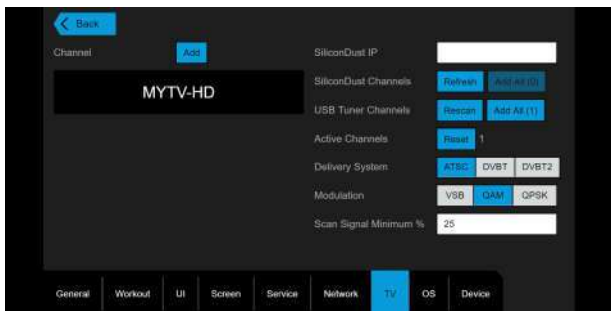 Back
Channel Add
MYTV-HD
SiliconDust IP
SiliconDust Channels Refresh Add All (0)
USB Tuner Channels Rescan Add All (1)
Active Channels Reset 1
Delivery System ATSC DVBT DVBT2
Modulation VSB QAM QPSK
Scan Signal Minimum % 25
General Workout UI Screen Service Network TV OS Device